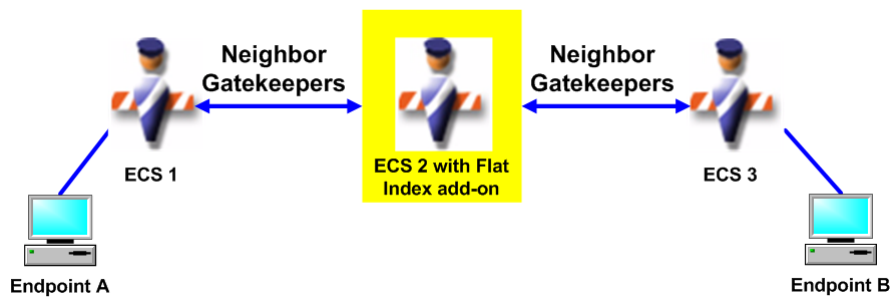 Neighbor
Gatekeepers
Neighbor
Gatekeepers
ECS 1
ECS 2 with Flat
Index add-on
ECS 3
Endpoint A
Endpoint B